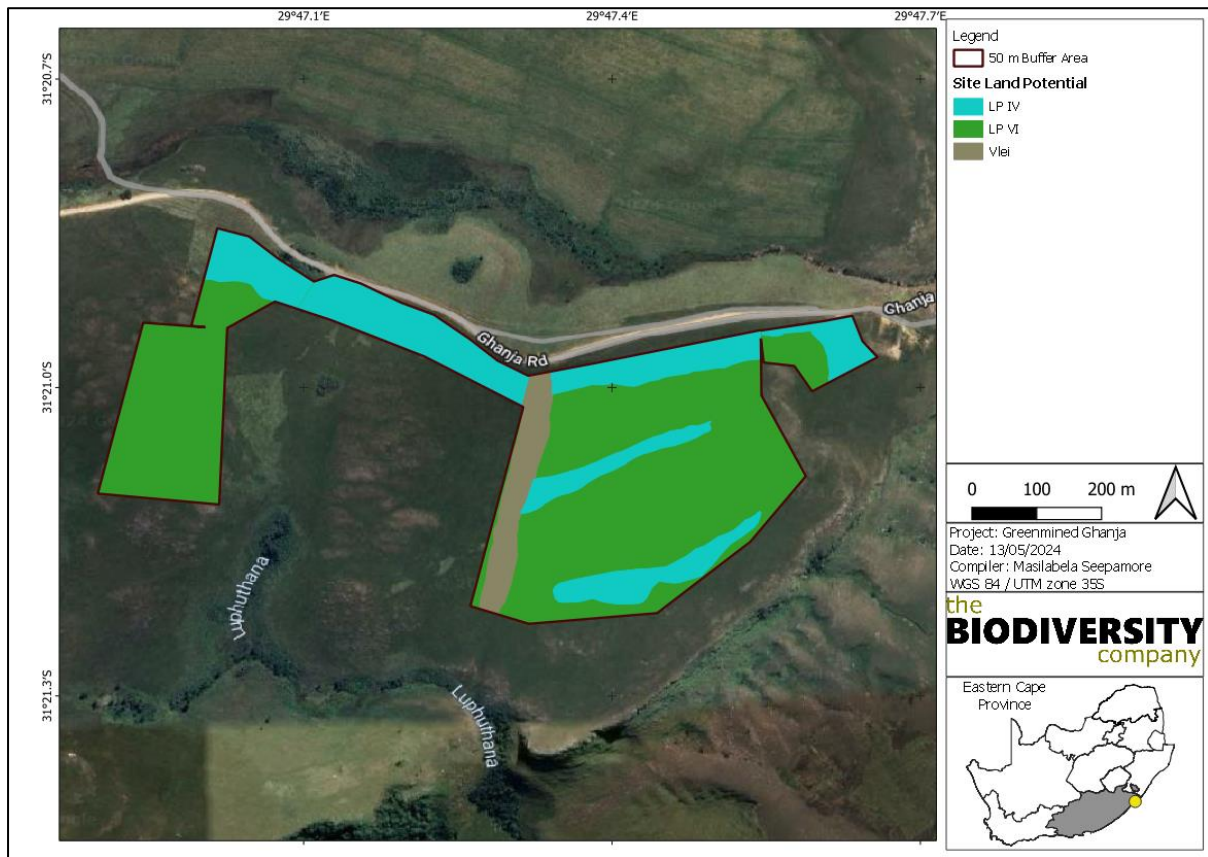 29°47.1'E
29°47.4'E
29°47.7'E
31°20.7'S
31°21.0'S
31°21.3'S
Ghanja Rd
Ghanja
Luphuthana
Luphuthana
Legend
50 m Buffer Area
Site Land Potential
LP IV
LP VI
Vlei
0 100 200 m
Project: Greenmined Ghanja
Date: 13/05/2024
Compiler: Masilabela Seepamore
WGS 84 / UTM zone 35S
the
BIODIVERSITY
company
Eastern Cape
Province